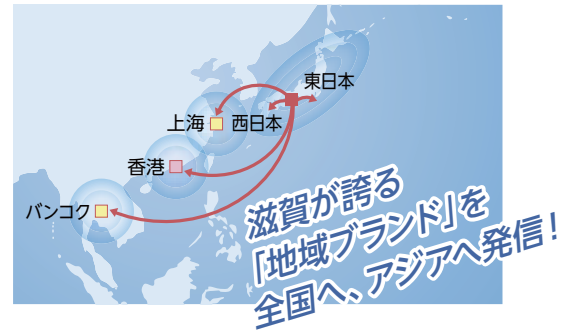 東日本
上海
西日本
香港
バンコク
滋賀が誇る
「地域ブランド」を
全国へ、アジアへ発信！